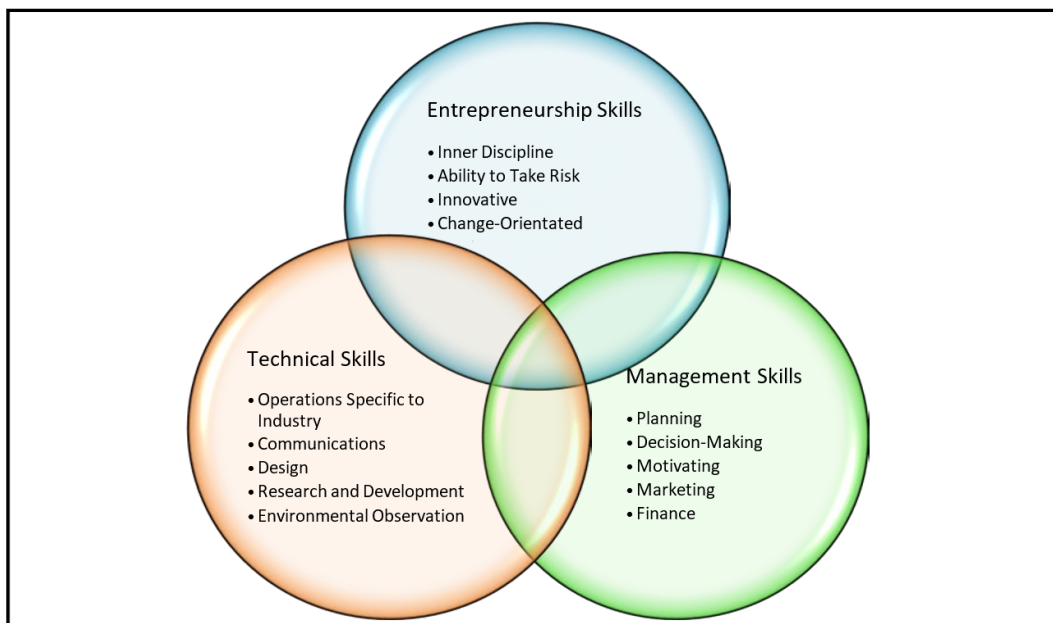 Entrepreneurship Skills
• Inner Discipline
• Ability to Take Risk
• Innovative
• Change-Orientated
Technical Skills
• Operations Specific to
Industry
• Communications
• Design
• Research and Development
• Environmental Observation
Management Skills
• Planning
• Decision-Making
• Motivating
• Marketing
• Finance